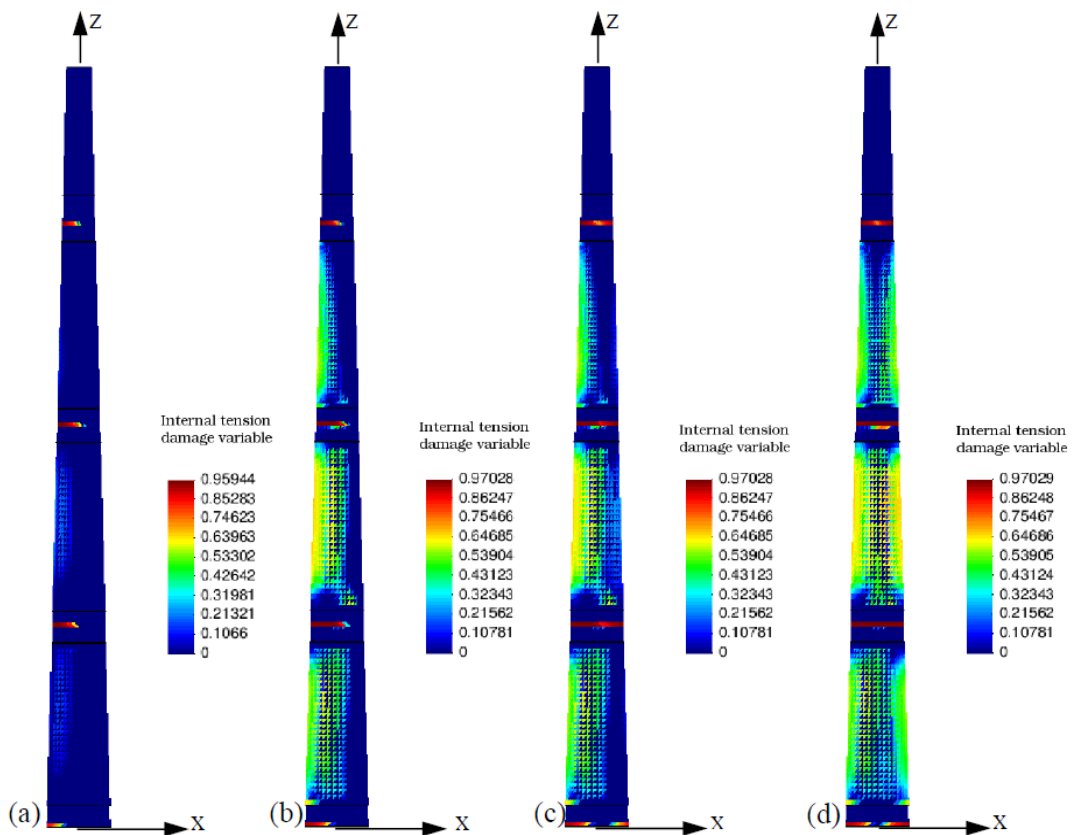 Z
Z
Z
Z
Internal tension
damage variable
0.95944
0.85283
0.74623
0.63963
0.53302
0.42642
0.31981
0.21321
0.1066
0
Internal tension
damage variable
0.97028
0.86247
0.75466
0.64685
0.53904
0.43123
0.32343
0.21562
0.10781
0
Internal tension
damage variable
0.97028
0.86247
0.75466
0.64685
0.53904
0.43123
0.32343
0.21562
0.10781
0
Internal tension
damage variable
0.97029
0.86248
0.75467
0.64686
0.53905
0.43124
0.32343
0.21562
0.10781
0
(a)
X
(b)
X
(c)
X
(d)
X